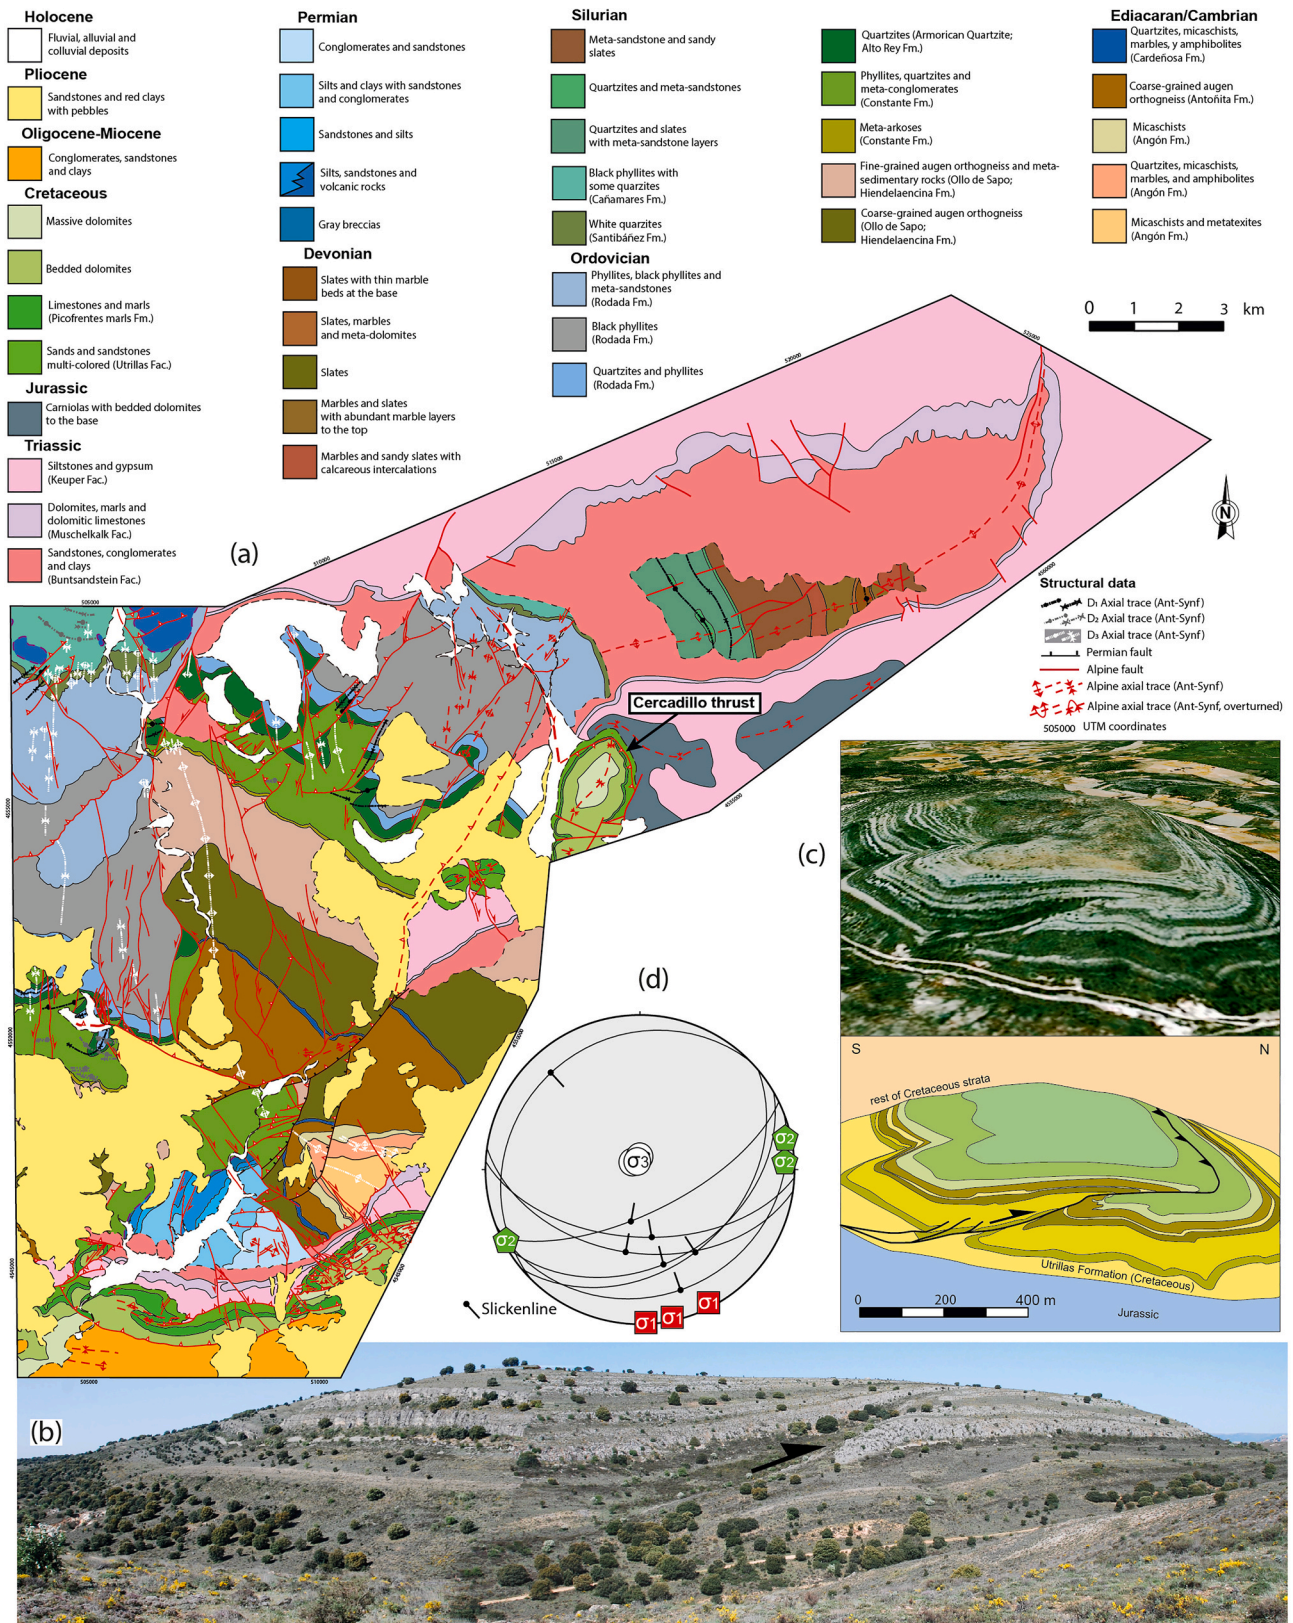 Holocene
Fluvial, alluvial and
colluvial deposits
Pliocene
Sandstones and red clays
with pebbles
Oligocene-Miocene
Conglomerates, sandstones
and clays
Cretaceous
Massive dolomites
Bedded dolomites
Limestones and marls
(Picofrentes marls Fm.)
Sands and sandstones
multi-colored (Utrillas Fac.)
Jurassic
Carniolas with bedded dolomites
to the base
Triassic
Siltstones and gypsum
(Keuper Fac.)
Dolomites, marls and
dolomitic limestones
(Muschelkalk Fac.)
Sandstones, conglomerates
and clays
(Buntsandstein Fac.)
Permian
Conglomerates and sandstones
Silts and clays with sandstones
and conglomerates
Sandstones and silts
Silts, sandstones and
volcanic rocks
Gray breccias
Devonian
Slates with thin marble
beds at the base
Slates, marbles
and meta-dolomites
Slates
Marbles and slates
with abundant marble layers
to the top
Marbles and sandy slates with
calcareous intercalations
Silurian
Meta-sandstone and sandy
slates
Quartzites and meta-sandstones
Quartzites and slates
with meta-sandstone layers
Black phyllites with
some quarzites
(Cañamares Fm.)
White quarzites
(Santibáñez Fm.)
Ordovician
Phyllites, black phyllites and
meta-sandstones
(Rodada Fm.)
Black phyllites
(Rodada Fm.)
Quartzites and phyllites
(Rodada Fm.)
Quartzites (Armorican Quartzite;
Alto Rey Fm.)
Phyllites, quartzites and
meta-conglomerates
(Constante Fm.)
Meta-arkoses
(Constante Fm.)
Fine-grained augen orthogneiss and meta-
sedimentary rocks (Ollo de Sapo;
Hiendelaencina Fm.)
Coarse-grained augen orthogneiss
(Ollo de Sapo;
Hiendelaencina Fm.)
Ediacaran/Cambrian
Quartzites, micaschists,
marbles, y amphibolites
(Cardeñosa Fm.)
Coarse-grained augen
orthogneiss (Antoñita Fm.)
Micaschists
(Angón Fm.)
Quartzites, micaschists,
marbles, and amphibolites
(Angón Fm.)
Micaschists and metatexites
(Angón Fm.)
0 1 2 3 km
N
Structural data
D1 Axial trace (Ant-Synf)
D2 Axial trace (Ant-Synf)
D3 Axial trace (Ant-Synf)
Permian fault
Alpine fault
Alpine axial trace (Ant-Synf)
Alpine axial trace (Ant-Synf, overturned)
505000 UTM coordinates
(a)
525000
520000
515000
510000
505000
4560000
4555000
4555000
4550000
4550000
4545000
4545000
505000
510000
Cercadillo thrust
(c)
S
N
rest of Cretaceous strata
Utrillas Formation (Cretaceous)
Jurassic
0 200 400 m
(d)
σ3
σ2
σ2
σ2
σ1
σ1
σ1
Slickenline
(b)